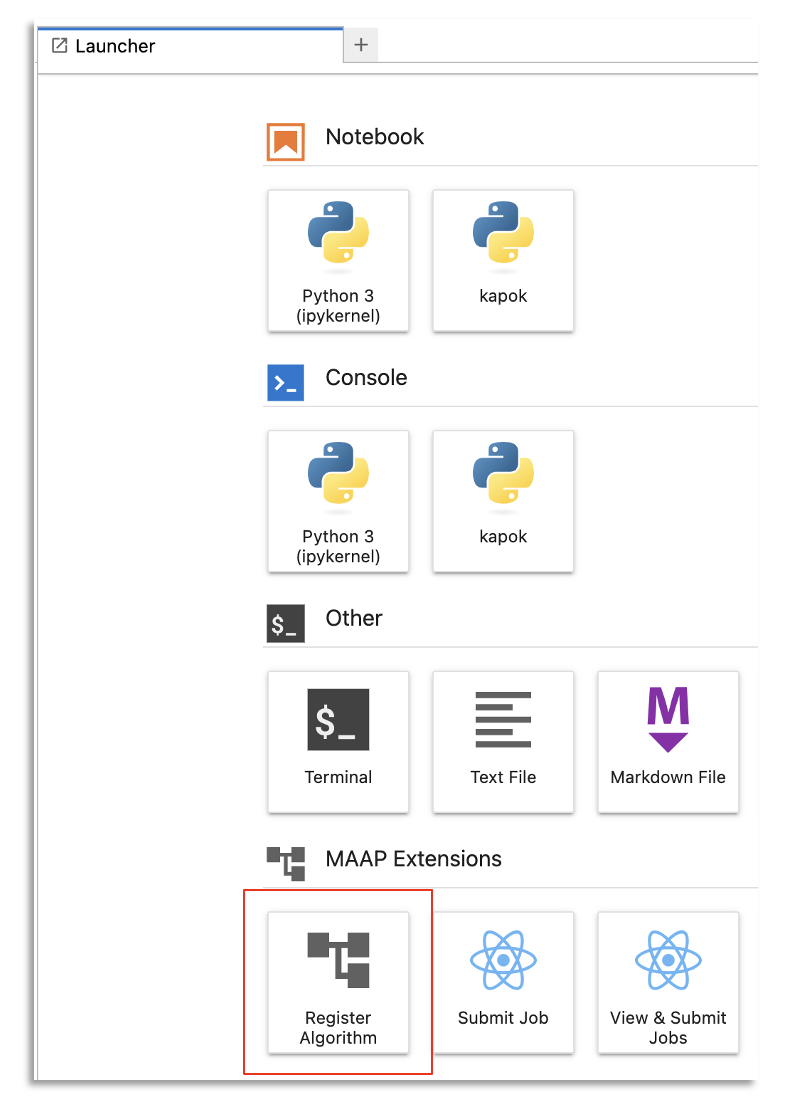 Launcher
Notebook
Python 3
(ipykernel)
kapok
Console
Python 3
(ipykernel)
kapok
$_
Other
$_
Terminal
Text File
M
Markdown File
MAAP Extensions
Register
Algorithm
Submit Job
View & Submit
Jobs